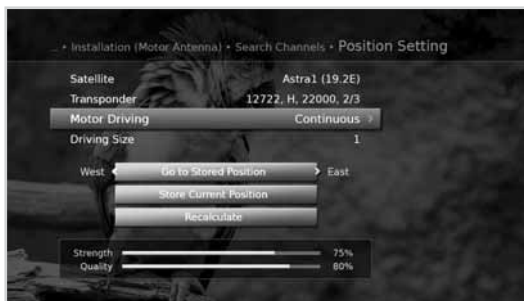 ... • Installation (Motor Antenna) • Search Channels • Position Setting
Satellite Astra1 (19.2E)
Transponder 12722, H, 22000, 2/3
Motor Driving Continuous
Driving Size 1
West Go to Stored Position East
Store Current Position
Recalculate
Strength 75%
Quality 80%